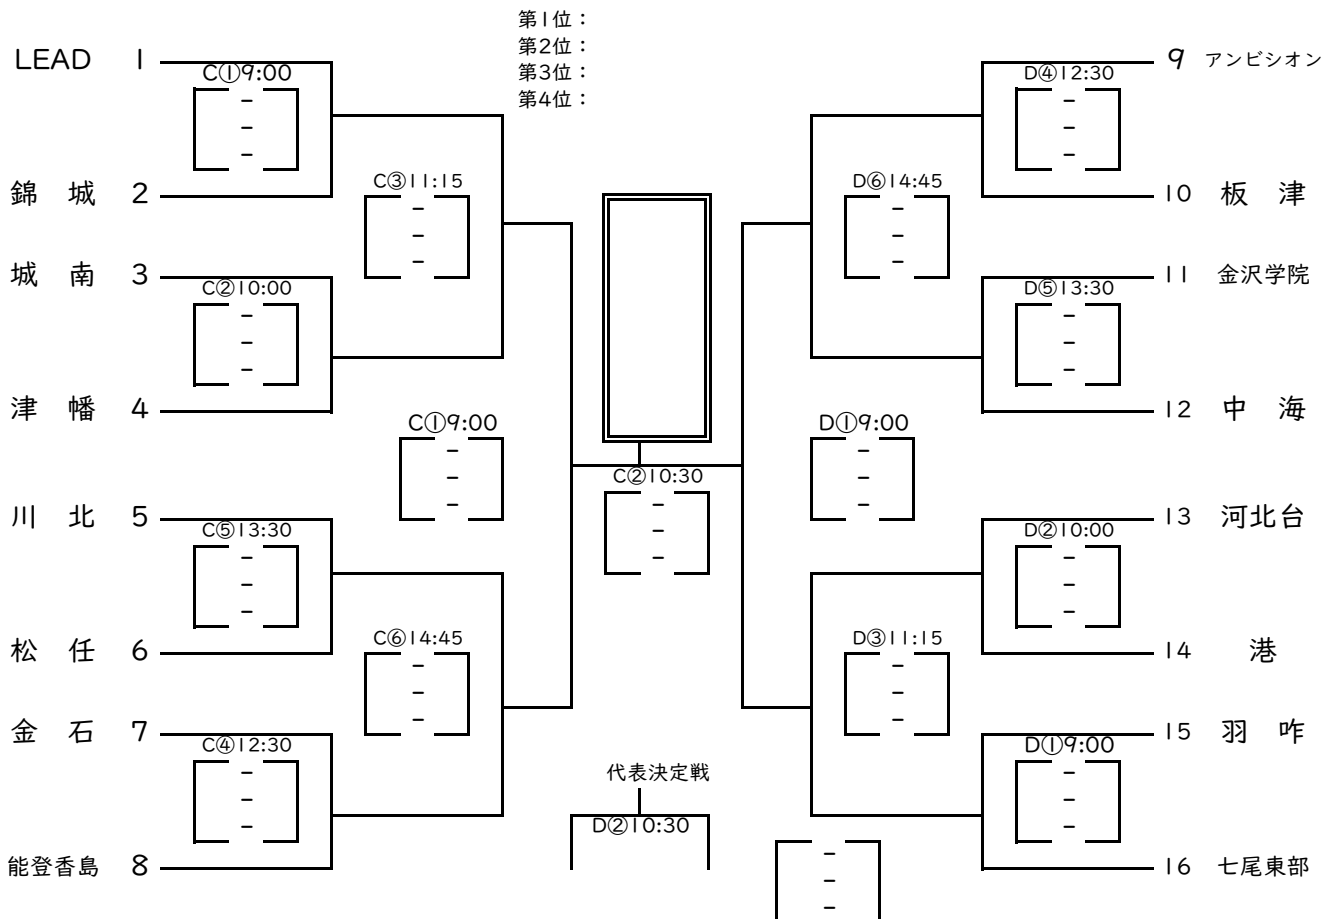 第1位：
第2位：
第3位：
第4位：
LEAD 1
C①9:00
-
-
-
錦 城 2
C③11:15
-
-
-
城 南 3
C②10:00
-
-
-
津 幡 4
C①9:00
-
-
-
川 北 5
C⑤13:30
-
-
-
松 任 6
C⑥14:45
-
-
-
金 石 7
C④12:30
-
-
-
能登香島 8
C②10:30
-
-
-
代表決定戦
D②10:30
-
-
-
9 アンビシオン
D④12:30
-
-
-
10 板 津
D⑥14:45
-
-
-
11 金沢学院
D⑤13:30
-
-
-
12 中 海
D①9:00
-
-
-
13 河北台
D②10:00
-
-
-
14 港
D③11:15
-
-
-
15 羽 咋
D①9:00
-
-
-
16 七尾東部